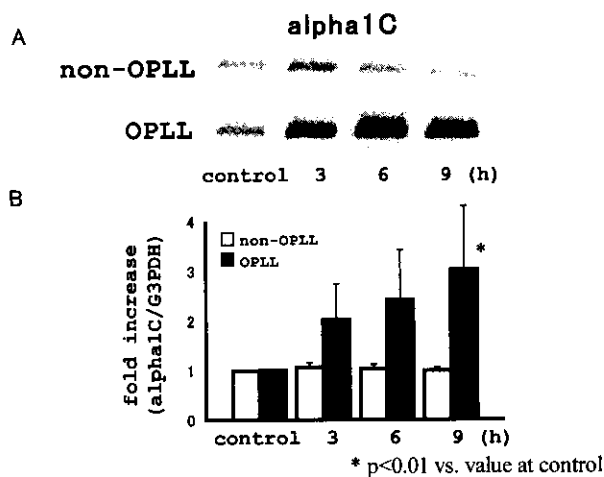 A
alpha1C
non-OPLL
OPLL
control 3 6 9 (h)
B
fold increase
(alpha1C/G3PDH)
4
3
2
1
0
non-OPLL
OPLL
*
control 3 6 9 (h)
* p<0.01 vs. value at control